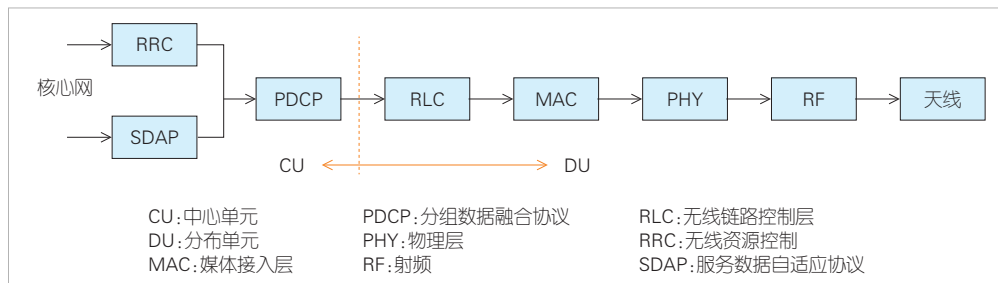 RRC
核心网
SDAP
PDCP
RLC
MAC
PHY
RF
天线
CU
DU
CU:中心单元
DU:分布单元
MAC:媒体接入层
PDCP:分组数据融合协议
PHY:物理层
RF:射频
RLC:无线链路控制层
RRC:无线资源控制
SDAP:服务数据自适应协议